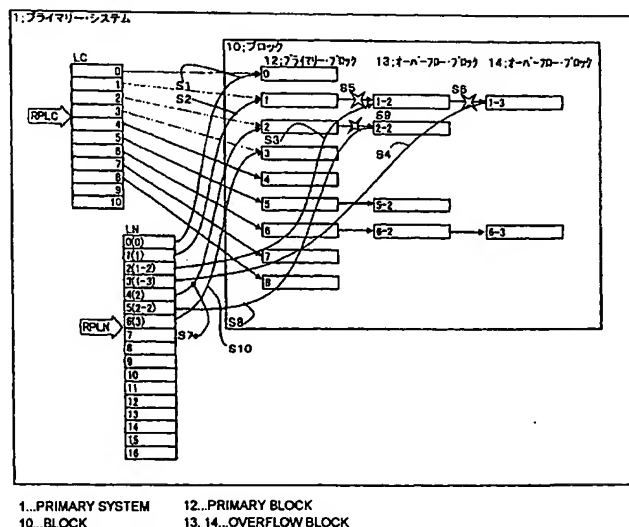 1;プライマリー・システム
10;ブロック
12;プライマリー・ブロック 13;オーバーフロー・ブロック 14;オーバーフロー・ブロック
LC
0
1
2
3
4
5
6
7
8
9
10
RPLC
S1
S2
0
1
2
3
4
5
6
7
8
S5
1-2
S6
1-3
S9
2-2
S3
S4
5-2
6-2
6-3
LN
0(0)
1(1)
2(1-2)
3(1-3)
4(2)
5(2-2)
6(3)
7
8
9
10
11
12
13
14
15
16
RPLN
S7
S10
S8
1...PRIMARY SYSTEM 12...PRIMARY BLOCK
10...BLOCK 13, 14...OVERFLOW BLOCK